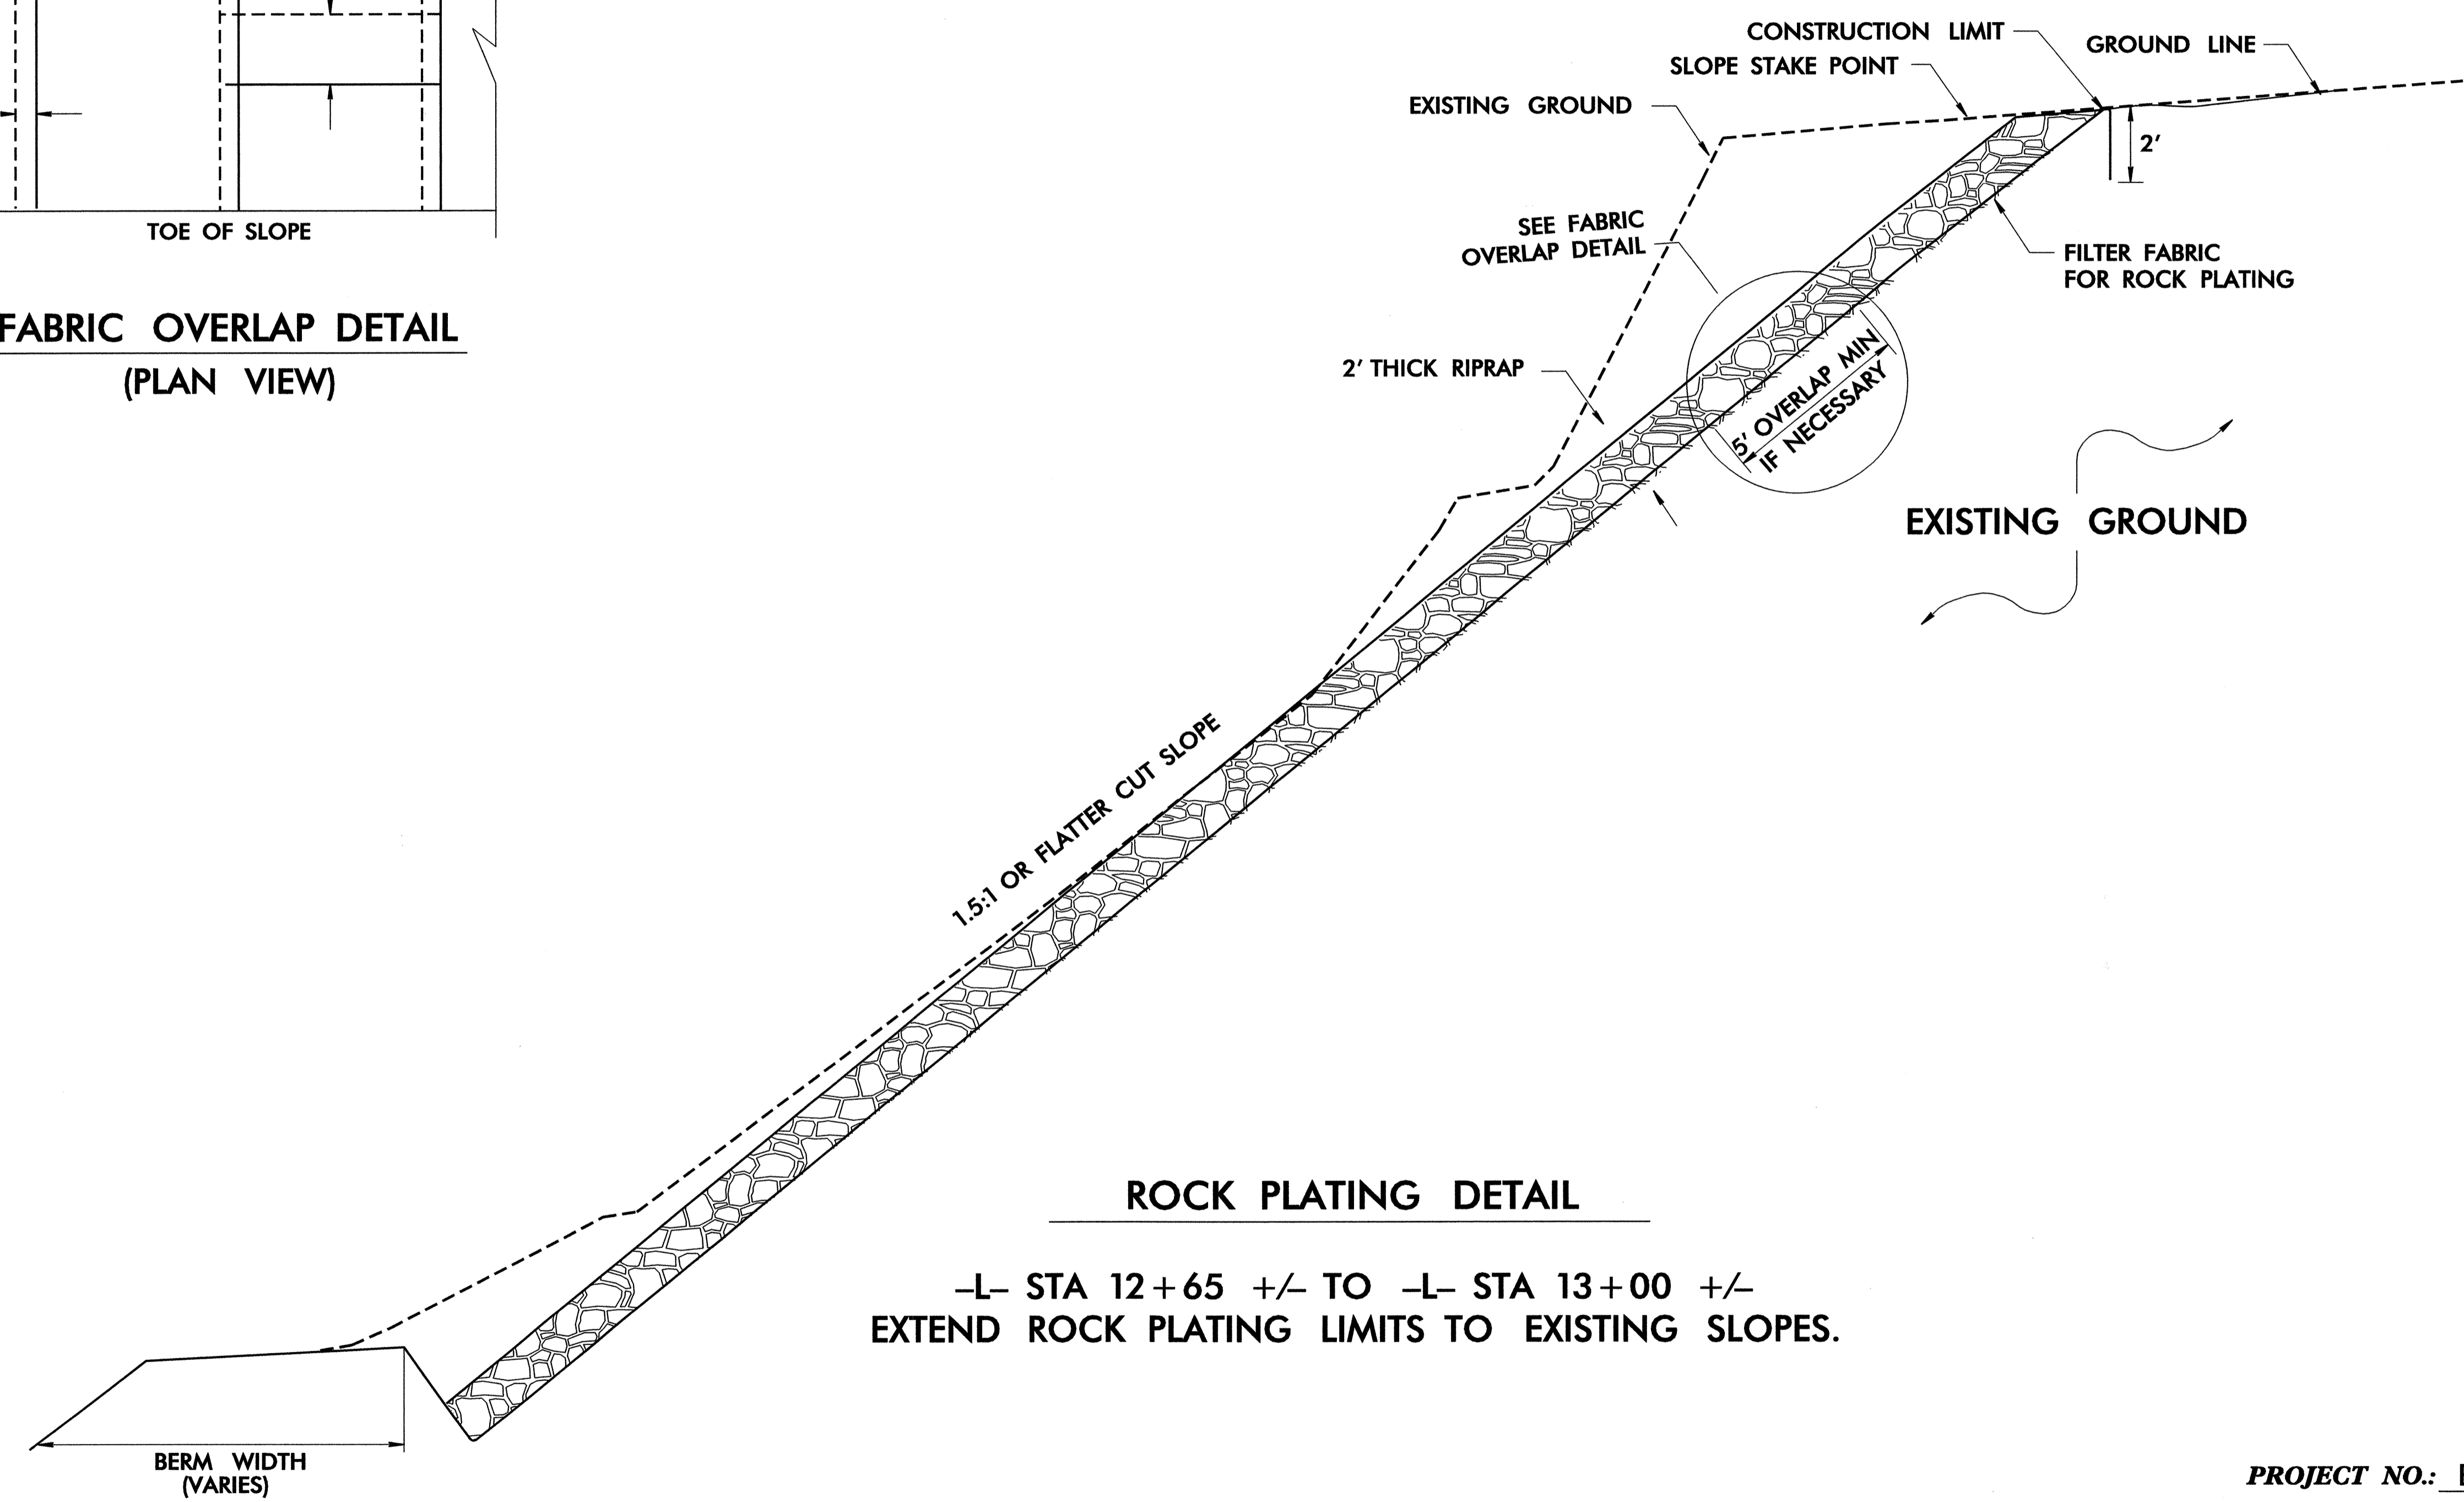 CONSTRUCTION LIMIT
GROUND LINE
SLOPE STAKE POINT
EXISTING GROUND
2'
TOE OF SLOPE
SEE FABRIC
OVERLAP DETAIL
FILTER FABRIC
FOR ROCK PLATING
FABRIC OVERLAP DETAIL
(PLAN VIEW)
2' THICK RIPRAP
5' OVERLAP MIN
IF NECESSARY
EXISTING GROUND
1.5:1 OR FLATTER CUT SLOPE
ROCK PLATING DETAIL
-L- STA 12+65 +/- TO -L- STA 13+00 +/-
EXTEND ROCK PLATING LIMITS TO EXISTING SLOPES.
BERM WIDTH
(VARIES)
PROJECT NO.: